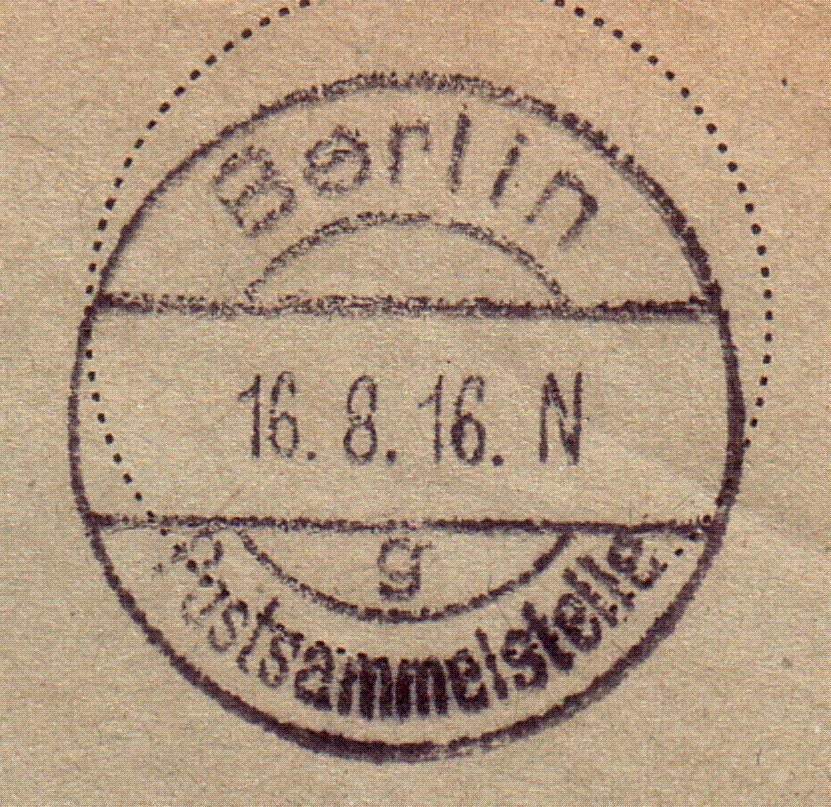 Berlin
16. 8. 16. N
g
Postsammelstelle